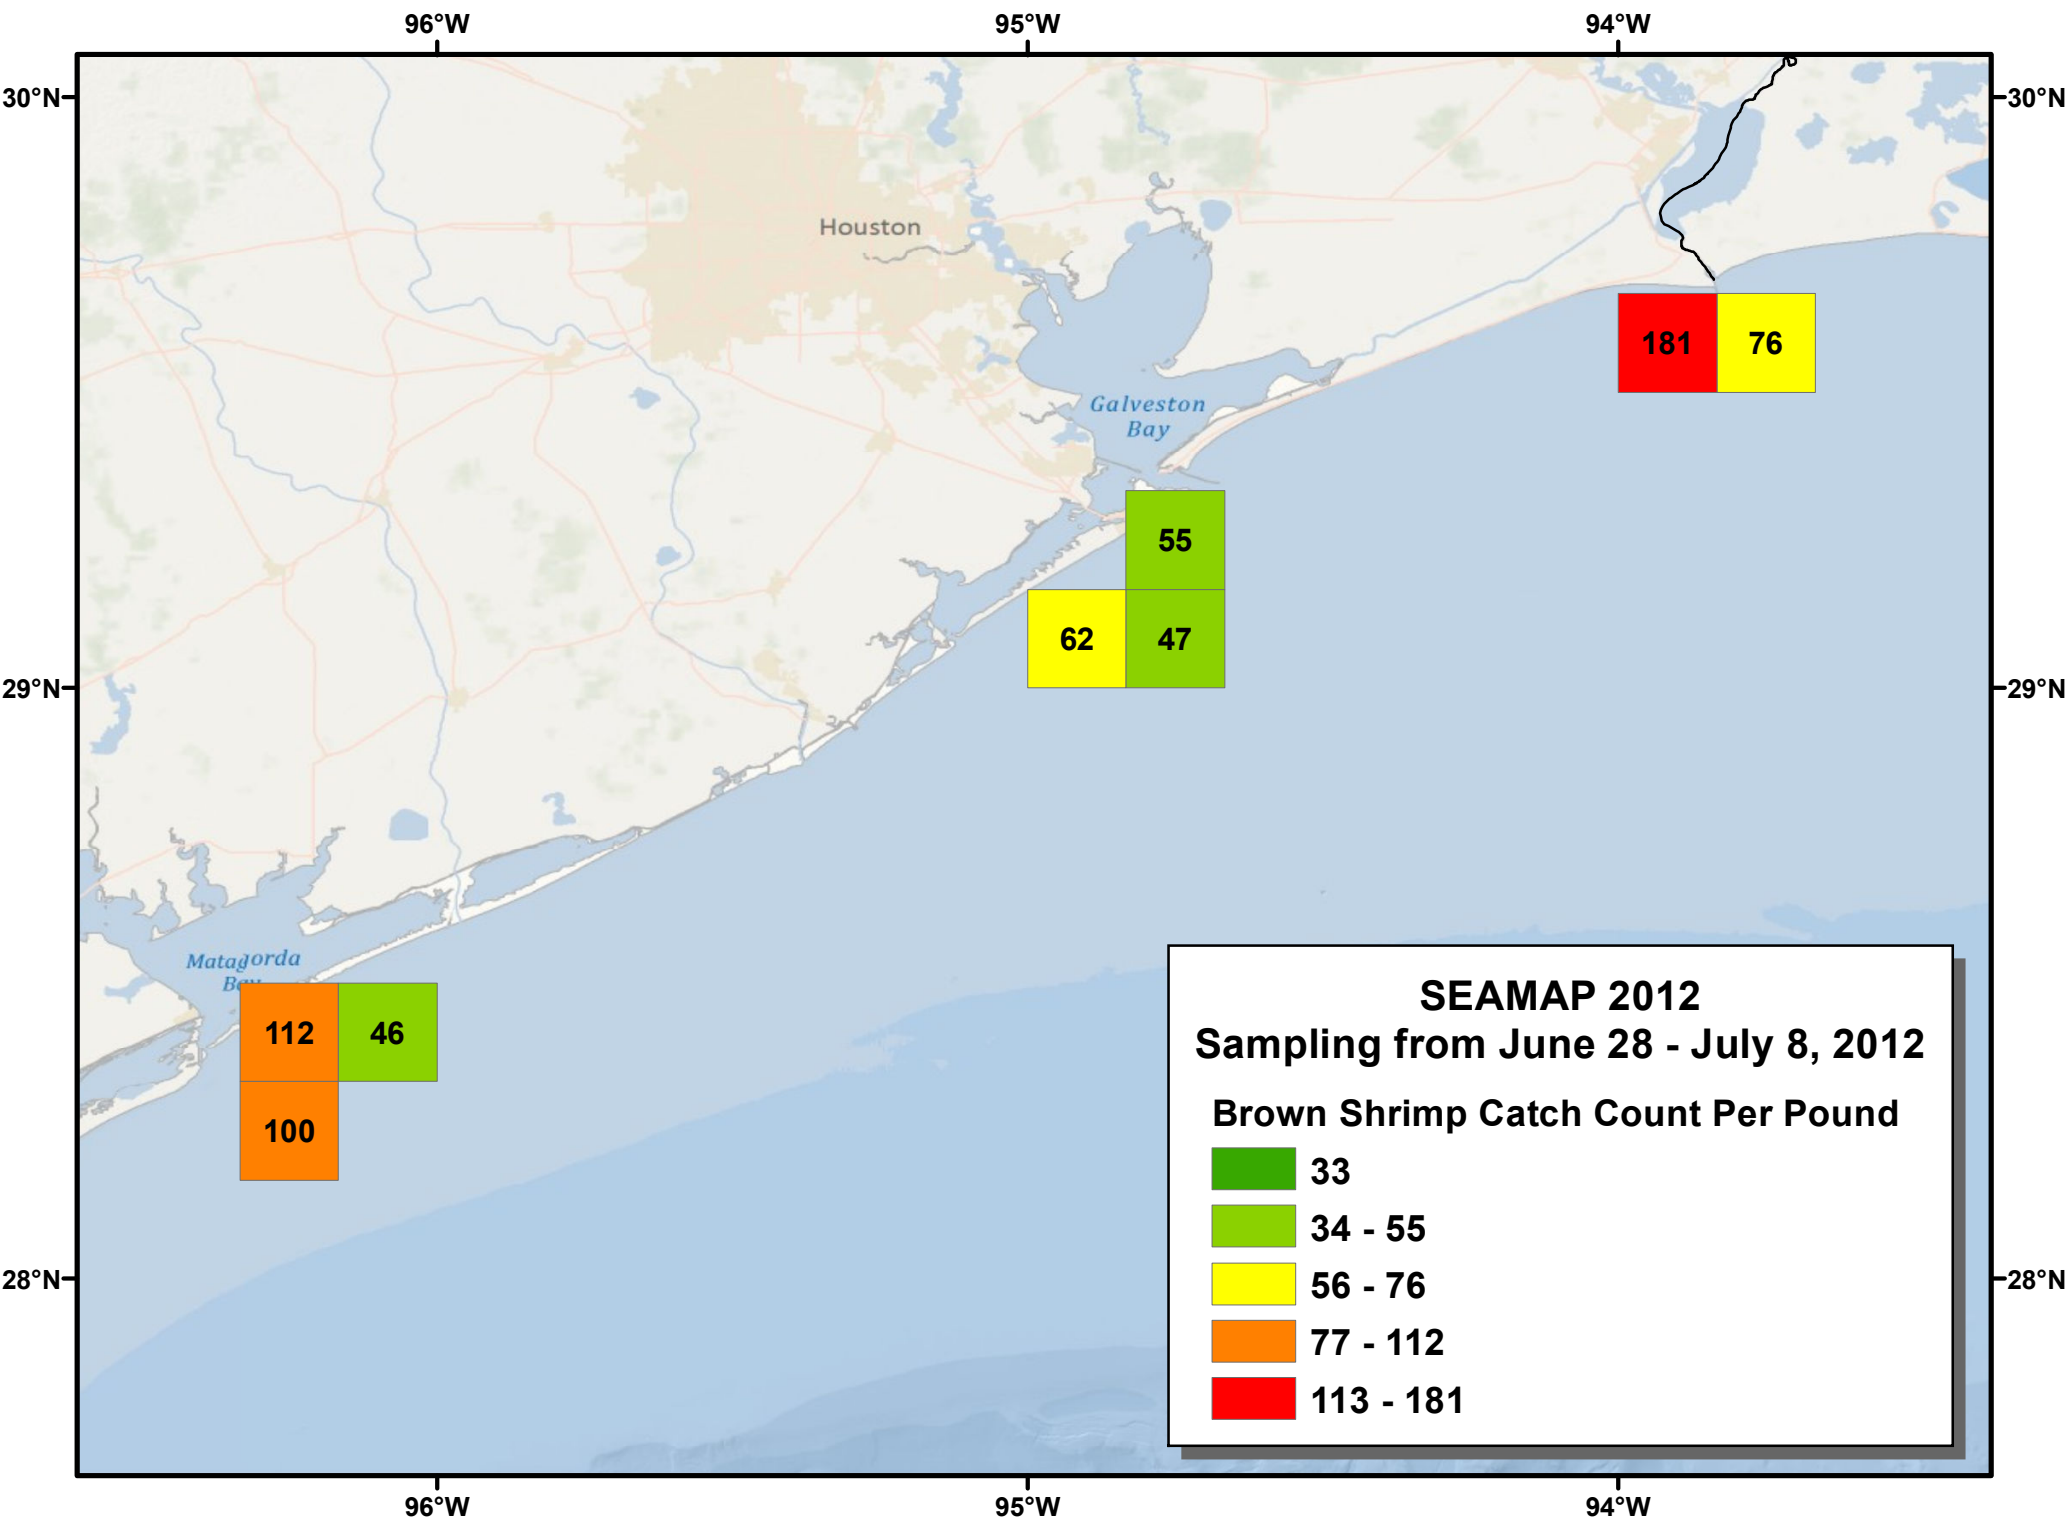 96°W 95°W 94°W
30°N 30°N
Houston
181 76
Galveston
Bay
55
62 47
29°N 29°N
Matagorda
Bay
112 46
100
SEAMAP 2012
Sampling from June 28 - July 8, 2012
Brown Shrimp Catch Count Per Pound
33
34 - 55
56 - 76
77 - 112
113 - 181
28°N 28°N
96°W 95°W 94°W